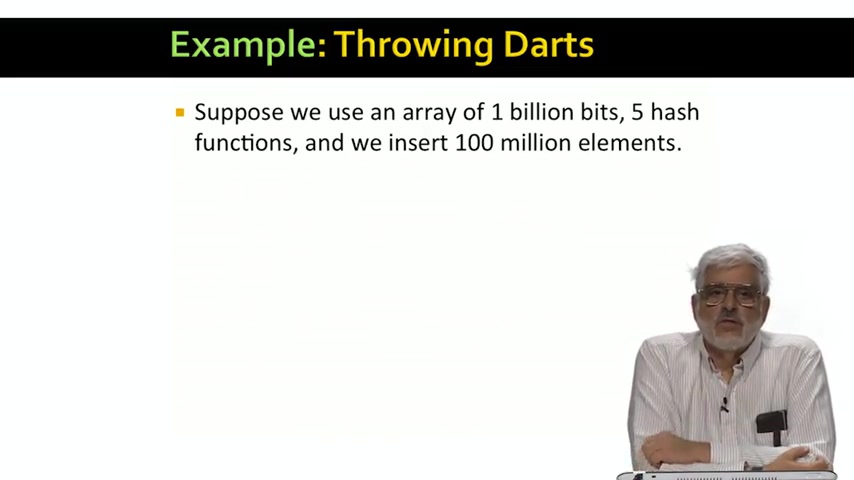 Example: Throwing Darts
Suppose we use an array of 1 billion bits, 5 hash
functions, and we insert 100 million elements.